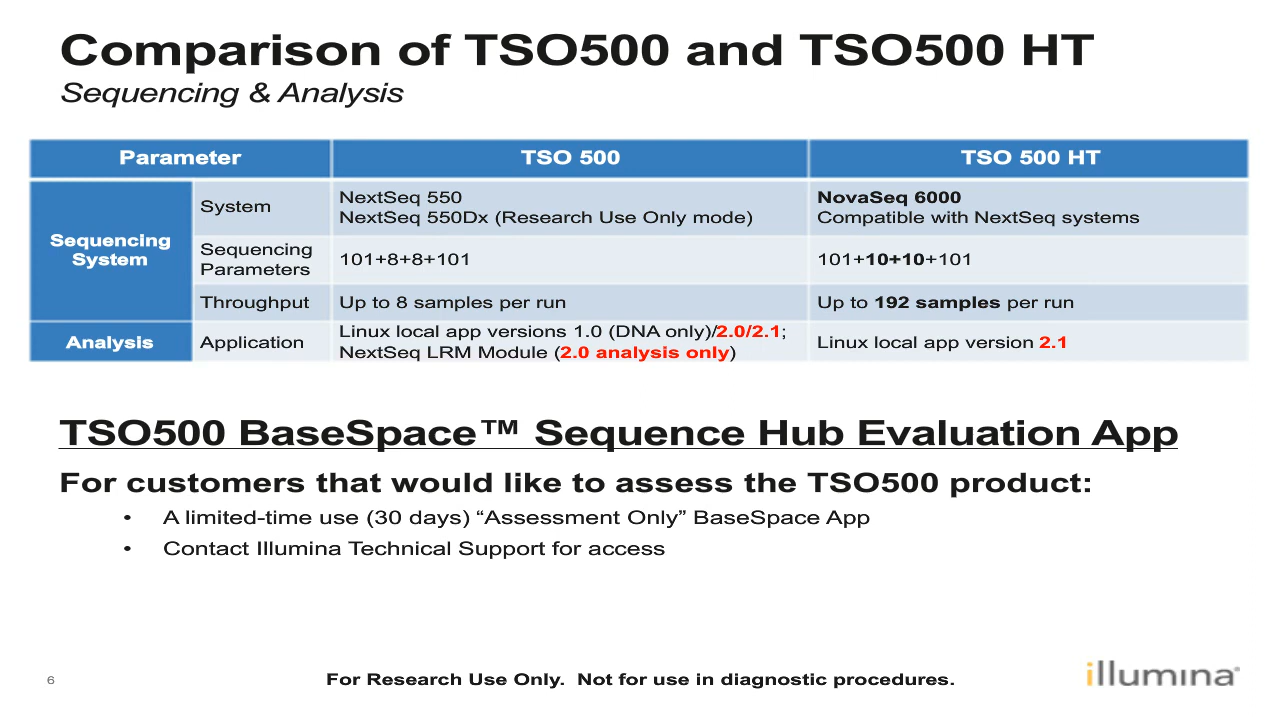 Comparison of TSO500 and TSO500 HT
Sequencing & Analysis
Parameter
TSO 500
TSO 500 HT
Sequencing
System
System
NextSeq 550
NextSeq 550Dx (Research Use Only mode)
NovaSeq 6000
Compatible with NextSeq systems
Sequencing
Parameters
101+8+8+101
101+10+10+101
Throughput
Up to 8 samples per run
Up to 192 samples per run
Analysis
Application
Linux local app versions 1.0 (DNA only)/2.0/2.1;
NextSeq LRM Module (2.0 analysis only)
Linux local app version 2.1
TSO500 BaseSpace™ Sequence Hub Evaluation App
For customers that would like to assess the TSO500 product:
• A limited-time use (30 days) “Assessment Only” BaseSpace App
• Contact Illumina Technical Support for access
6
For Research Use Only. Not for use in diagnostic procedures.
illumina®